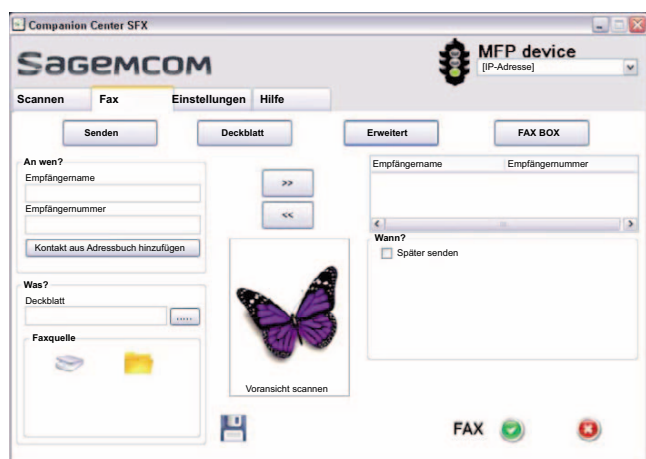 Companion Center SFX
Sagemcom
MFP device
[IP-Adresse]
Scannen Fax Einstellungen Hilfe
Senden Deckblatt Erweitert FAX BOX
An wen?
Empfängername
Empfängernummer
Kontakt aus Adressbuch hinzufügen
>>
<<
Empfängername Empfängernummer
Wann?
Später senden
Was?
Deckblatt
.....
Faxquelle
Voransicht scannen
FAX